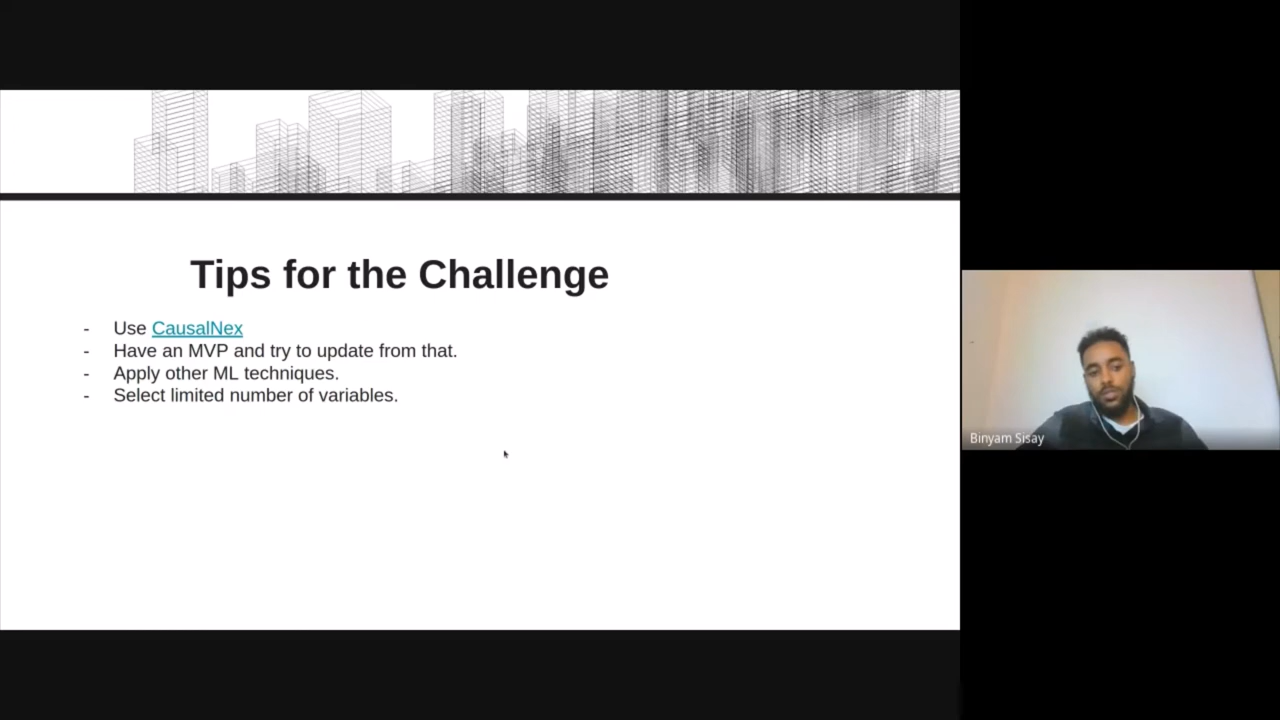 Tips for the Challenge
- Use CausalNex
- Have an MVP and try to update from that.
- Apply other ML techniques.
- Select limited number of variables.
Binyam Sisay